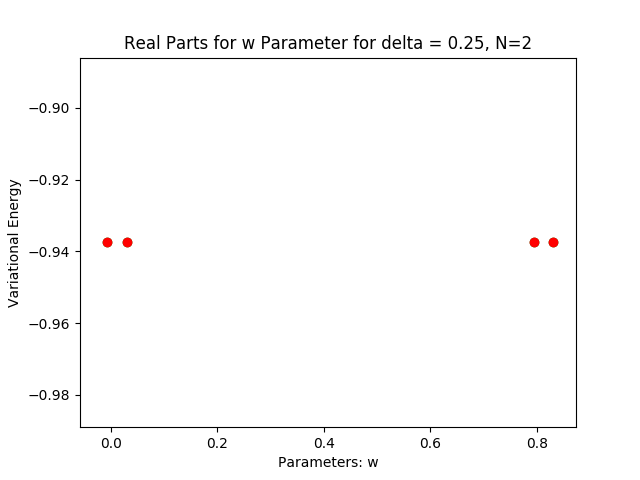 Real Parts for w Parameter for delta = 0.25, N=2
Variational Energy
−0.90
−0.92
−0.94
−0.96
−0.98
0.0 0.2 0.4 0.6 0.8
Parameters: w